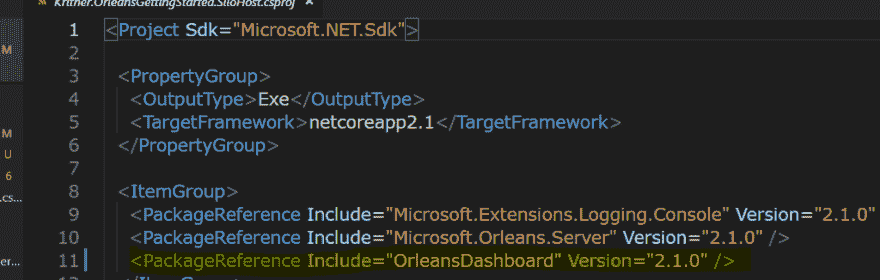 Kritner.OrleansGettingStarted.SiloHost.csproj
1 <Project Sdk="Microsoft.NET.Sdk">
2
3 <PropertyGroup>
M 4 <OutputType>Exe</OutputType>
5 <TargetFramework>netcoreapp2.1</TargetFramework>
M 6 </PropertyGroup>
U 7
6 8 <ItemGroup>
.cs... 9 <PackageReference Include="Microsoft.Extensions.Logging.Console" Version="2.1.0"
10 <PackageReference Include="Microsoft.Orleans.Server" Version="2.1.0" />
er... 11 <PackageReference Include="OrleansDashboard" Version="2.1.0" />